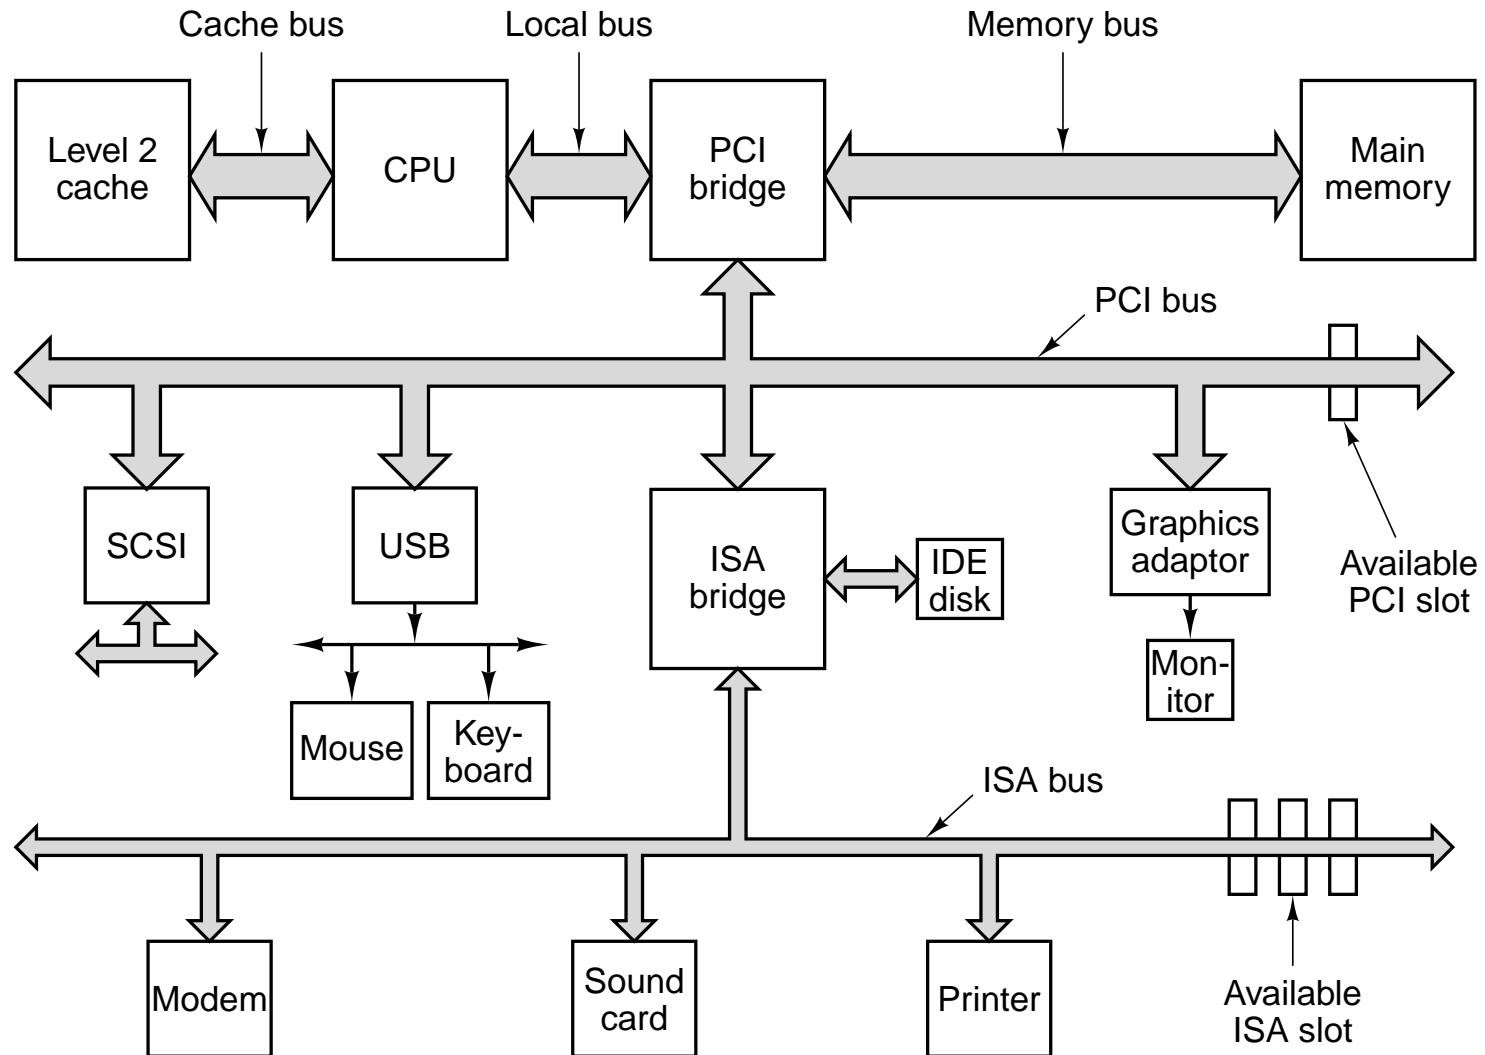 Cache bus
Local bus
Memory bus
Level 2
cache
CPU
PCI
bridge
Main
memory
PCI bus
SCSI
USB
ISA
bridge
IDE
disk
Graphics
adaptor
Available
PCI slot
Mon-
itor
Mouse
Key-
board
ISA bus
Modem
Sound
card
Printer
Available
ISA slot